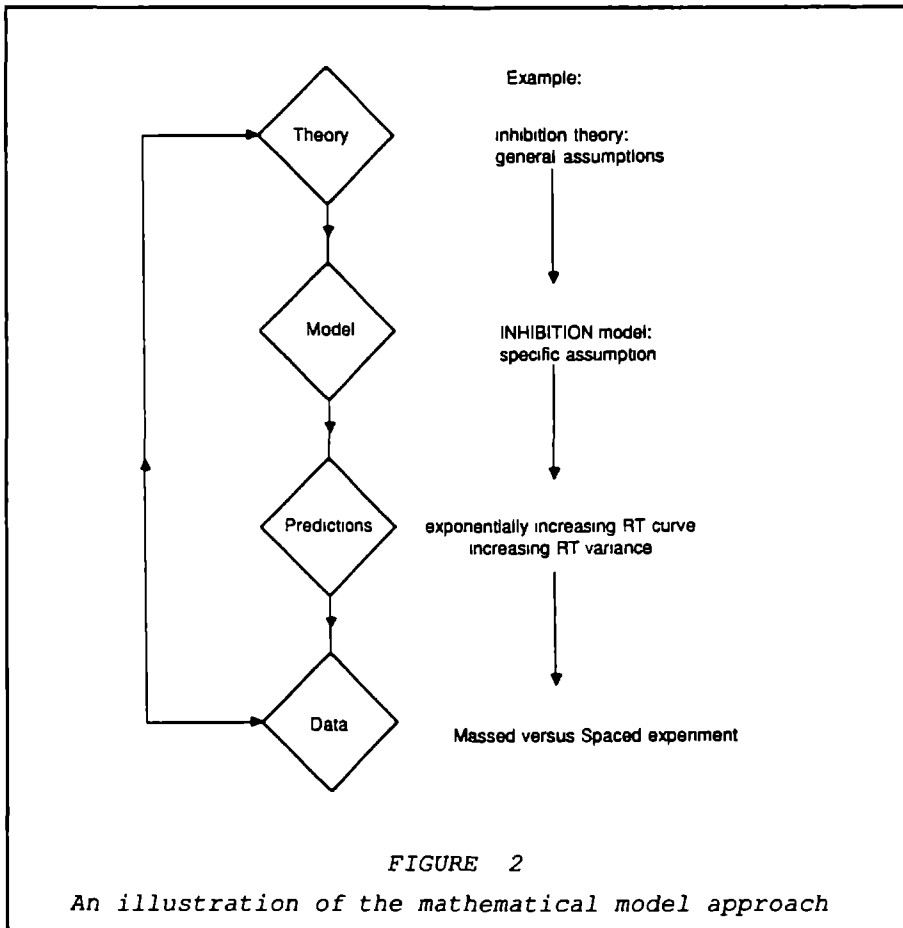 Example:
Theory
inhibition theory:
general assumptions
Model
INHIBITION model:
specific assumption
Predictions
exponentially increasing RT curve
increasing RT variance
Data
Massed versus Spaced experiment
FIGURE 2
An illustration of the mathematical model approach